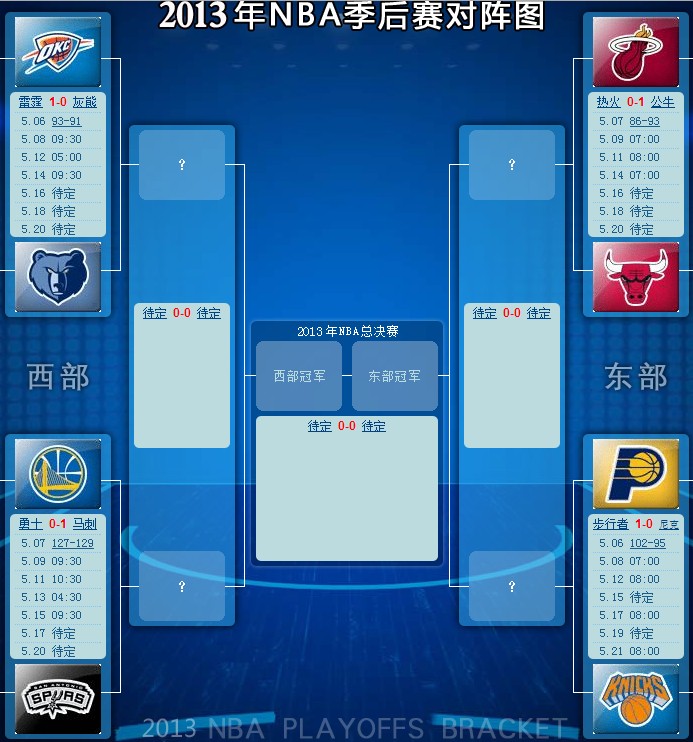 2013年NBA季后赛对阵图
OKC
雷霆 1-0 灰熊
5.06 93-91
5.08 09:30
5.12 05:00
5.14 09:30
5.16 待定
5.18 待定
5.20 待定
西部
勇士 0-1 马刺
5.07 127-129
5.09 09:30
5.11 10:30
5.13 04:30
5.15 09:30
5.17 待定
5.20 待定
SAN ANTONIO
SPURS
?
待定 0-0 待定
?
2013年NBA总决赛
西部冠军
东部冠军
待定 0-0 待定
?
待定 0-0 待定
?
热火 0-1 公牛
5.07 86-93
5.09 07:00
5.11 08:00
5.14 07:00
5.16 待定
5.18 待定
5.20 待定
东部
P
步行者 1-0 尼克
5.06 102-95
5.08 07:00
5.12 08:00
5.15 待定
5.17 08:00
5.19 待定
5.21 08:00
KNICKS
2013 NBA PLAYOFFS BRACKET